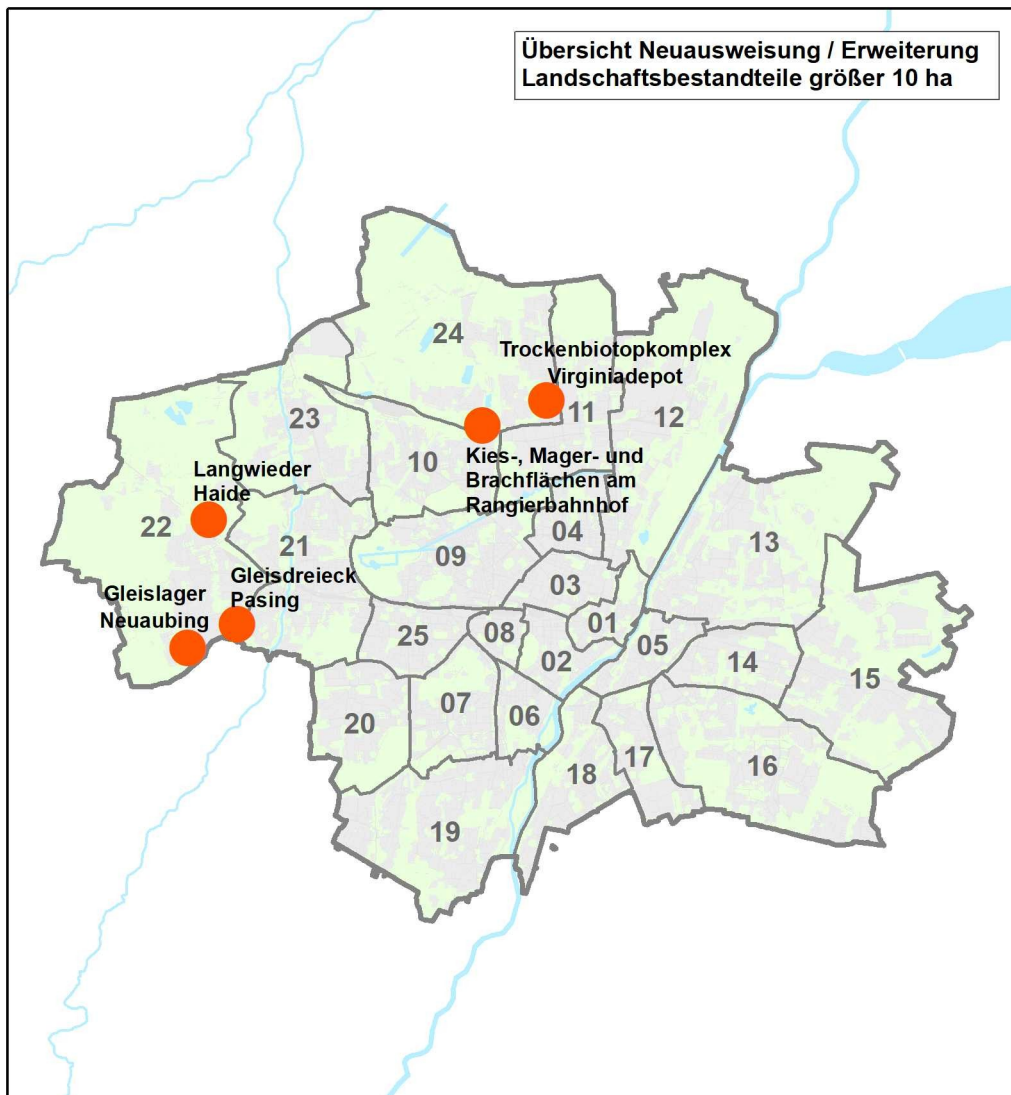 Übersicht Neuausweisung / Erweiterung
Landschaftsbestandteile größer 10 ha
24
Trockenbiotopkomplex
Virginiadepot
11
12
23
10
Kies-, Mager- und
Brachflächen am
Rangierbahnhof
Langwieder
Haide
22
21
09
04
13
03
Gleisdreieck
Pasing
Gleislager
Neuaubing
25
08
02
01
05
14
15
20
07
06
18
17
16
19